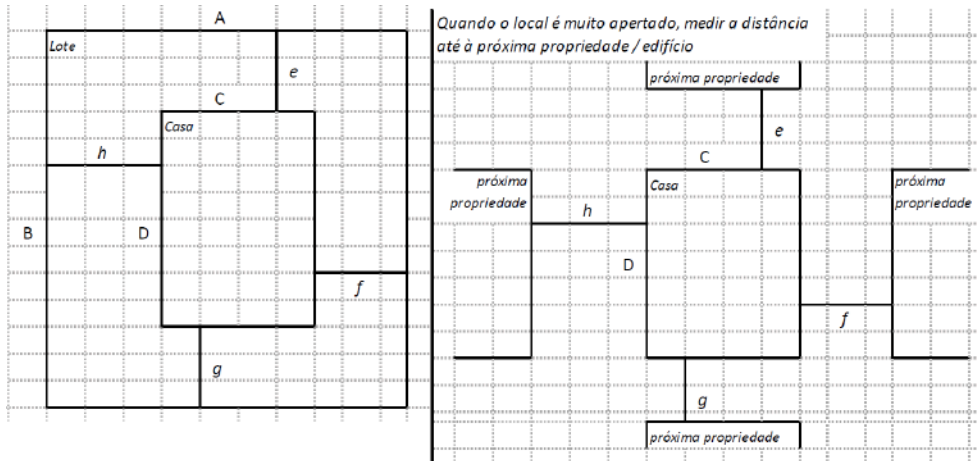 A
Lote
e
C
Casa
h
B
D
f
g
Quando o local é muito apertado, medir a distância
até à próxima propriedade / edifício
próxima propriedade
e
C
próxima
propriedade
Casa
próxima
propriedade
h
D
f
g
próxima propriedade